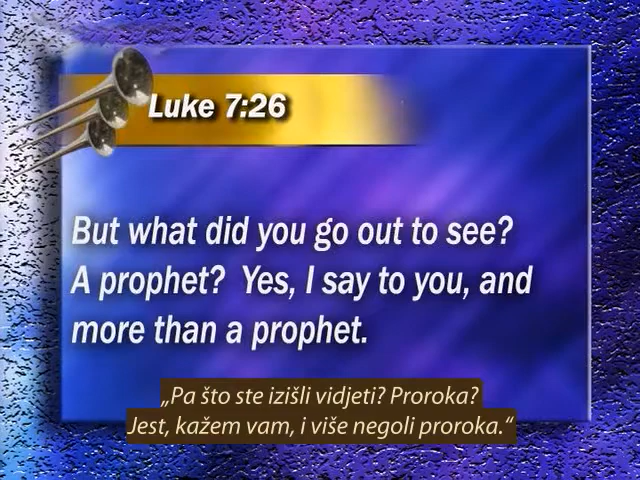 Luke 7:26
But what did you go out to see?
A prophet? Yes, I say to you, and
more than a prophet.
„Pa što ste izišli vidjeti? Proroka?
Jest, kažem vam, i više negoli proroka.“